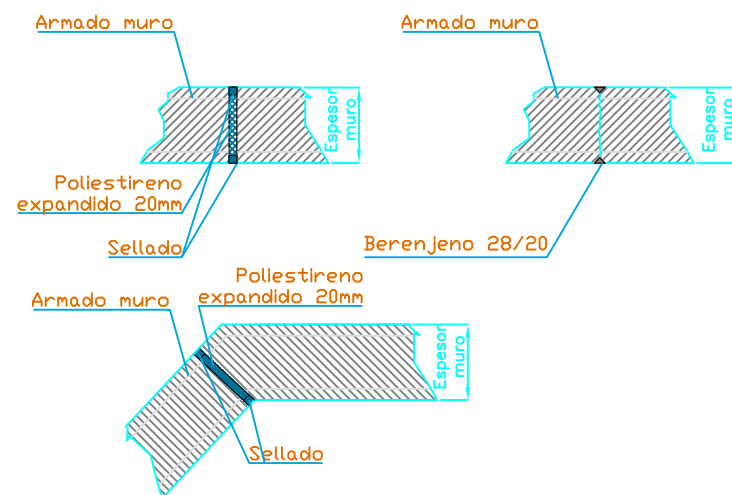 Armado muro
Espesor
muro
Poliestireno
expandido 20mm
Sellado
Armado muro
Espesor
muro
Berenjeno 28/20
Poliestireno
expandido 20mm
Armado muro
Espesor
muro
Sellado